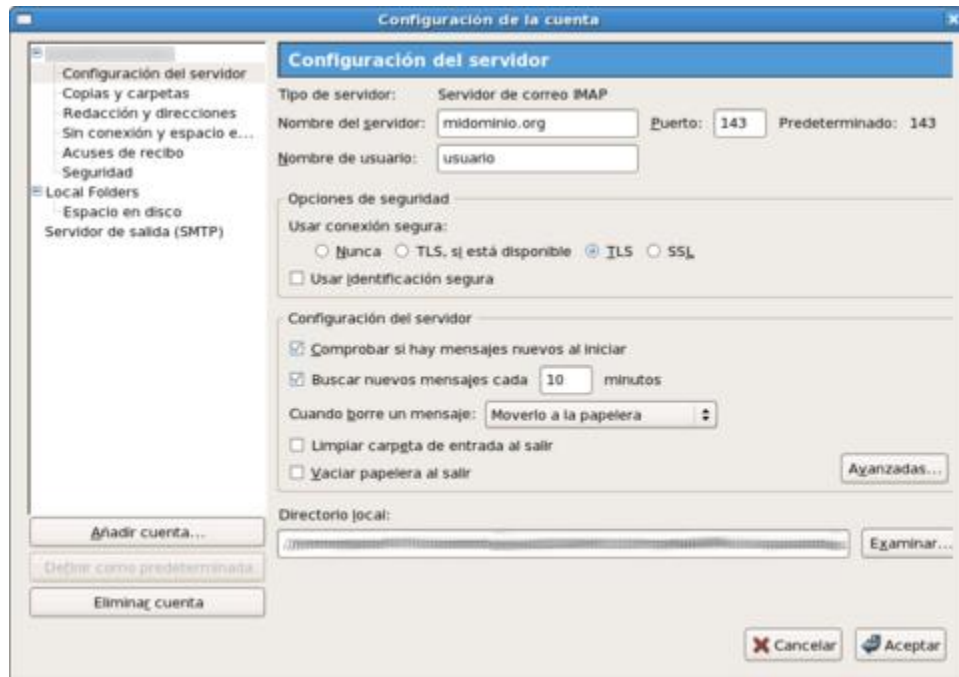 Configuración de la cuenta
Configuración del servidor
Copias y carpetas
Redacción y direcciones
Sin conexión y espacio e...
Acuses de recibo
Seguridad
Local Folders
Espacio en disco
Servidor de salida (SMTP)
Añadir cuenta...
Definir como predeterminada
Eliminar cuenta
Configuración del servidor
Tipo de servidor: Servidor de correo IMAP
Nombre del servidor: midominio.org Puerto: 143 Predeterminado: 143
Nombre de usuario: usuario
Opciones de seguridad
Usar conexión segura:
Nunca TLS, si está disponible TLS SSL
Usar identificación segura
Configuración del servidor
Comprobar si hay mensajes nuevos al iniciar
Buscar nuevos mensajes cada 10 minutos
Cuando borre un mensaje: Moverlo a la papelera
Limpiar carpeta de entrada al salir
Vaciar papelera al salir
Avanzadas...
Directorio local:
Examinar...
Cancelar Aceptar